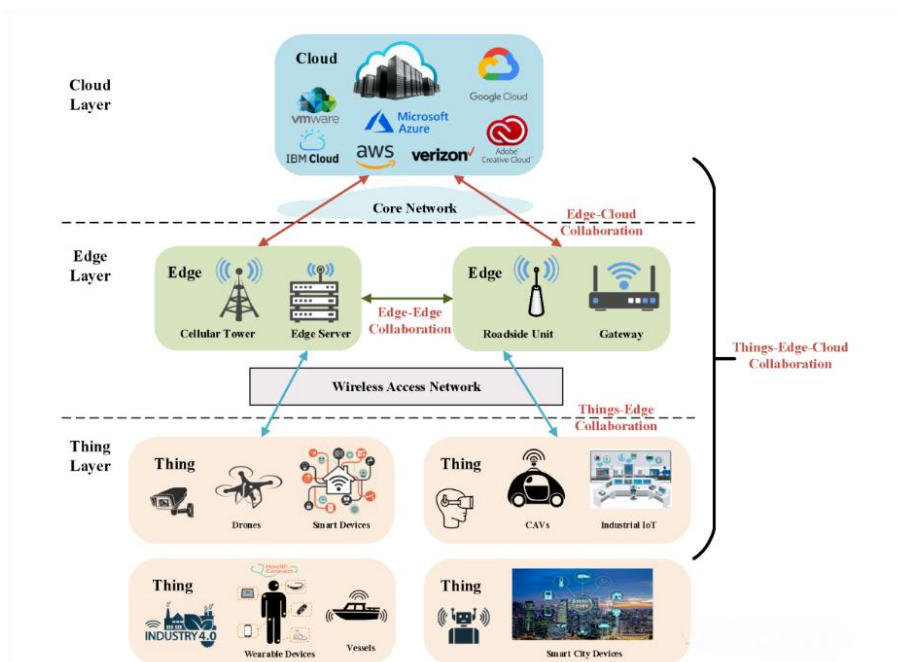 Cloud
Layer
Cloud
Google Cloud
vmware
Microsoft
Azure
IBM Cloud
aws
verizon
Adobe
Creative Cloud
Core Network
Edge-Cloud
Collaboration
Edge
Layer
Edge
Cellular Tower
Edge Server
Edge-Edge
Collaboration
Edge
Roadside Unit
Gateway
Things-Edge-Cloud
Collaboration
Wireless Access Network
Things-Edge
Collaboration
Thing
Layer
Thing
Drones
Smart Devices
Thing
CAVs
Industrial IoT
Thing
INDUSTRY 4.0
Health
Connect
Wearable Devices
Vessels
Thing
Smart City Devices